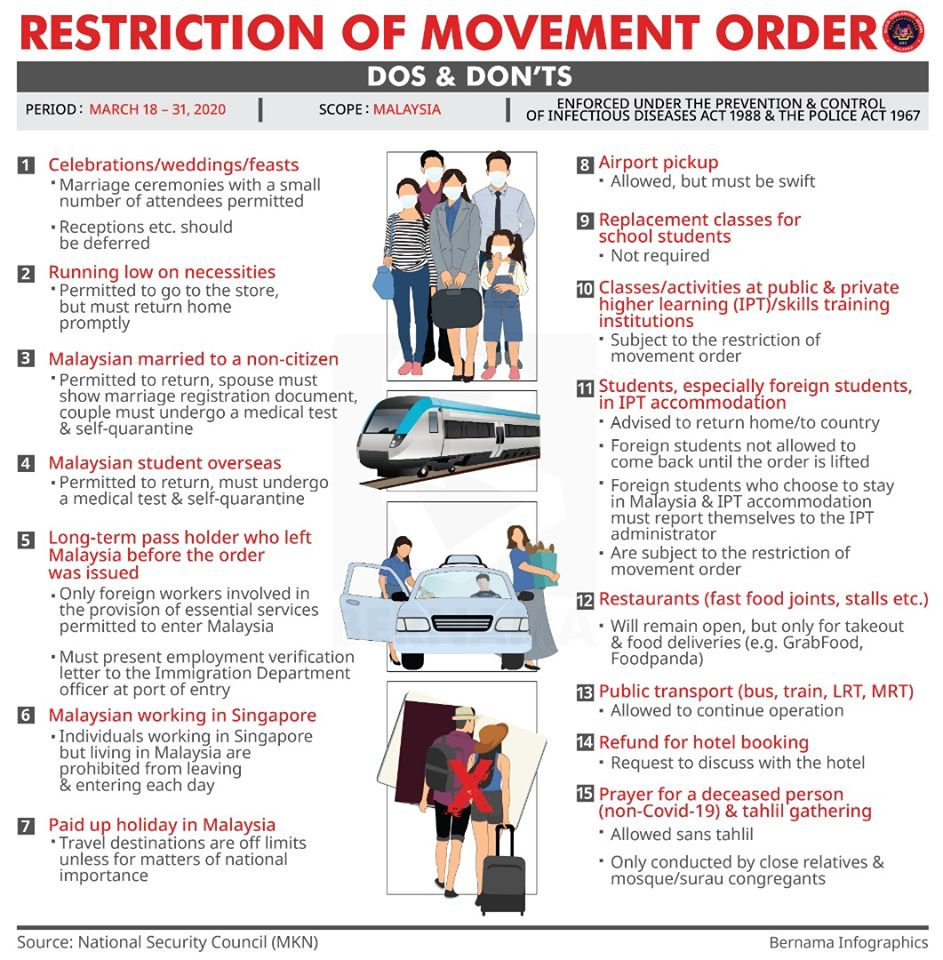 RESTRICTION OF MOVEMENT ORDER
DOS & DON'TS
PERIOD: MARCH 18 – 31, 2020
SCOPE: MALAYSIA
ENFORCED UNDER THE PREVENTION & CONTROL
OF INFECTIOUS DISEASES ACT 1988 & THE POLICE ACT 1967
1 Celebrations/weddings/feasts
▪ Marriage ceremonies with a small
number of attendees permitted
▪ Receptions etc. should
be deferred
2 Running low on necessities
▪ Permitted to go to the store,
but must return home
promptly
3 Malaysian married to a non-citizen
▪ Permitted to return, spouse must
show marriage registration document,
couple must undergo a medical test
& self-quarantine
4 Malaysian student overseas
▪ Permitted to return, must undergo
a medical test & self-quarantine
5 Long-term pass holder who left
Malaysia before the order
was issued
▪ Only foreign workers involved in
the provision of essential services
permitted to enter Malaysia
▪ Must present employment verification
letter to the Immigration Department
officer at port of entry
6 Malaysian working in Singapore
▪ Individuals working in Singapore
but living in Malaysia are
prohibited from leaving
& entering each day
7 Paid up holiday in Malaysia
▪ Travel destinations are off limits
unless for matters of national
importance
8 Airport pickup
▪ Allowed, but must be swift
9 Replacement classes for
school students
▪ Not required
10 Classes/activities at public & private
higher learning (IPT)/skills training
institutions
▪ Subject to the restriction of
movement order
11 Students, especially foreign students,
in IPT accommodation
▪ Advised to return home/to country
▪ Foreign students not allowed to
come back until the order is lifted
▪ Foreign students who choose to stay
in Malaysia & IPT accommodation
must report themselves to the IPT
administrator
▪ Are subject to the restriction of
movement order
12 Restaurants (fast food joints, stalls etc.)
▪ Will remain open, but only for takeout
& food deliveries (e.g. GrabFood,
Foodpanda)
13 Public transport (bus, train, LRT, MRT)
▪ Allowed to continue operation
14 Refund for hotel booking
▪ Request to discuss with the hotel
15 Prayer for a deceased person
(non-Covid-19) & tahlil gathering
▪ Allowed sans tahlil
▪ Only conducted by close relatives &
mosque/surau congregants
BERNAMA
Source: National Security Council (MKN)
Bernama Infographics